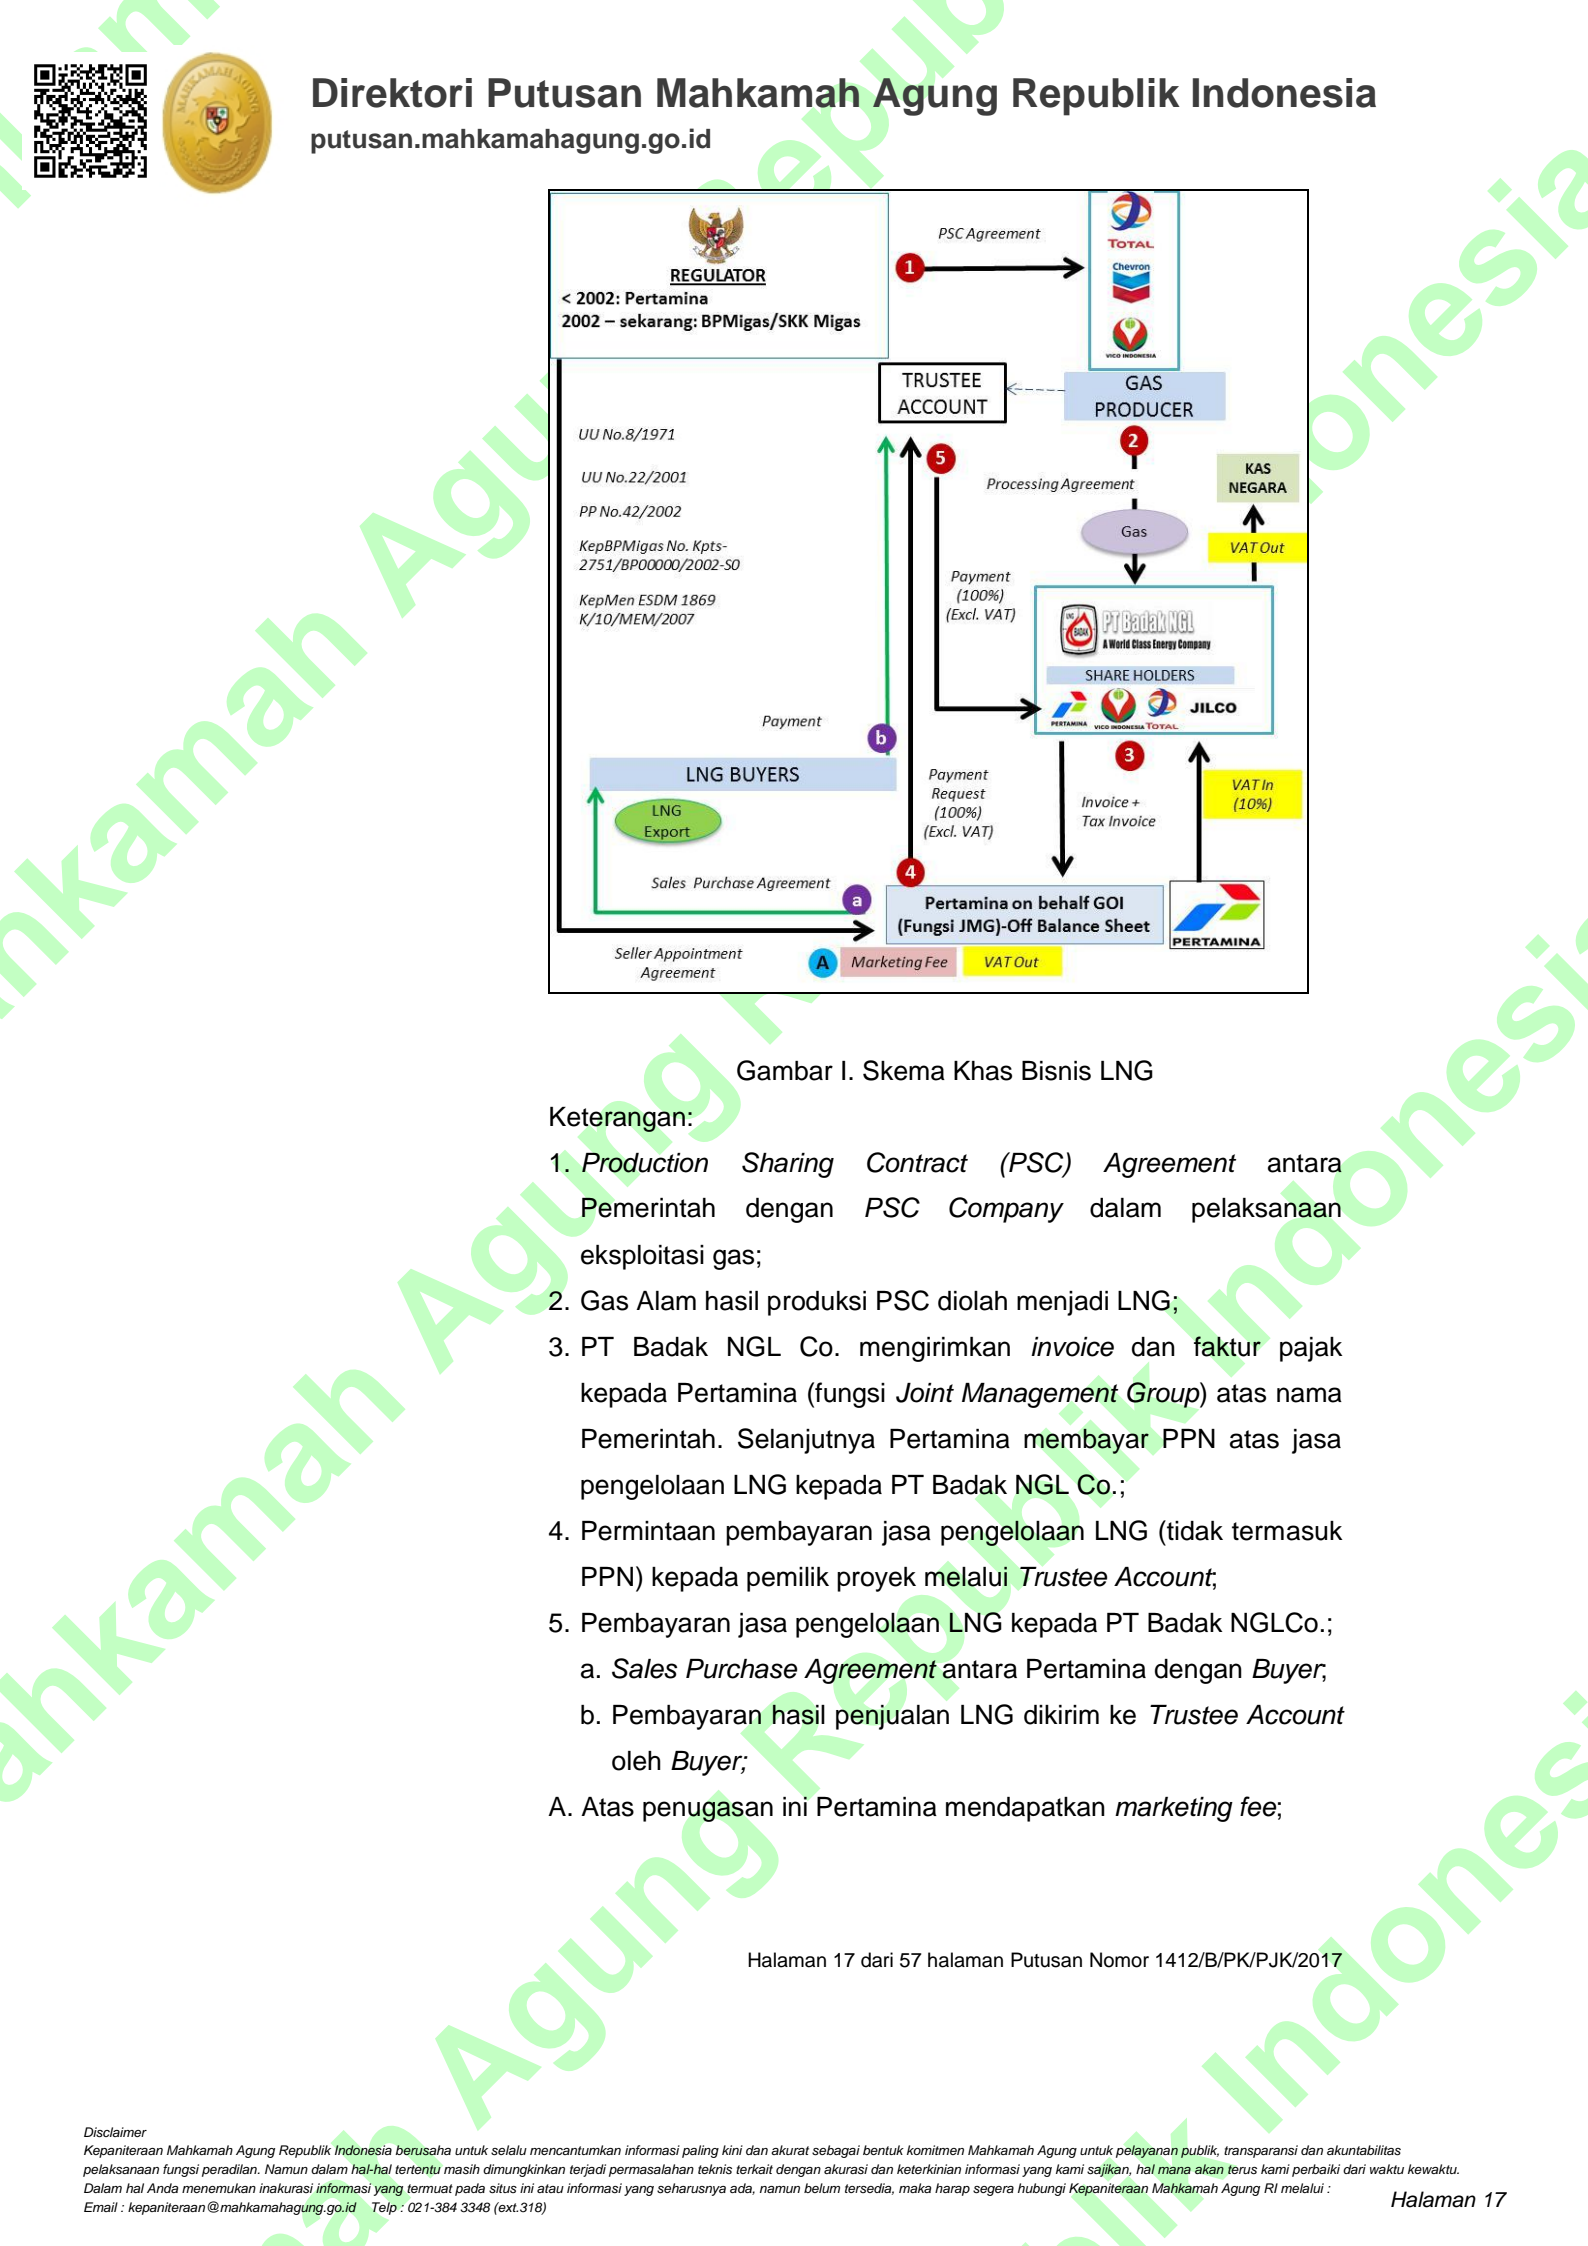 Direktori Putusan Mahkamah Agung Republik Indonesia
putusan.mahkamahagung.go.id
REGULATOR
< 2002: Pertamina
2002 – sekarang: BPMigas/SKK Migas
PSC Agreement
1
TOTAL
Chevron
VICO INDONESIA
TRUSTEE
ACCOUNT
GAS
PRODUCER
UU No.8/1971
UU No.22/2001
PP No.42/2002
KepBPMigas No. Kpts-
2751/BP00000/2002-S0
KepMen ESDM 1869
K/10/MEM/2007
5
2
Processing Agreement
KAS
NEGARA
Gas
VAT Out
Payment
(100%)
(Excl. VAT)
LNG
BADAK
PT Badak NGL
A World Class Energy Company
SHARE HOLDERS
PERTAMINA
VICO INDONESIA
TOTAL
JILCO
Payment
b
3
LNG BUYERS
LNG
Export
Payment
Request
(100%)
(Excl. VAT)
Invoice +
Tax Invoice
VAT In
(10%)
4
Sales Purchase Agreement
a
Pertamina on behalf GOI
(Fungsi JMG)-Off Balance Sheet
PERTAMINA
Seller Appointment
Agreement
A
Marketing Fee
VAT Out
Gambar I. Skema Khas Bisnis LNG
Keterangan:
1. Production Sharing Contract (PSC) Agreement antara
Pemerintah dengan PSC Company dalam pelaksanaan
eksploitasi gas;
2. Gas Alam hasil produksi PSC diolah menjadi LNG;
3. PT Badak NGL Co. mengirimkan invoice dan faktur pajak
kepada Pertamina (fungsi Joint Management Group) atas nama
Pemerintah. Selanjutnya Pertamina membayar PPN atas jasa
pengelolaan LNG kepada PT Badak NGL Co.;
4. Permintaan pembayaran jasa pengelolaan LNG (tidak termasuk
PPN) kepada pemilik proyek melalui Trustee Account;
5. Pembayaran jasa pengelolaan LNG kepada PT Badak NGLCo.;
a. Sales Purchase Agreement antara Pertamina dengan Buyer;
b. Pembayaran hasil penjualan LNG dikirim ke Trustee Account
oleh Buyer;
A. Atas penugasan ini Pertamina mendapatkan marketing fee;
Halaman 17 dari 57 halaman Putusan Nomor 1412/B/PK/PJK/2017
Disclaimer
Kepaniteraan Mahkamah Agung Republik Indonesia berusaha untuk selalu mencantumkan informasi paling kini dan akurat sebagai bentuk komitmen Mahkamah Agung untuk pelayanan publik, transparansi dan akuntabilitas
pelaksanaan fungsi peradilan. Namun dalam hal-hal tertentu masih dimungkinkan terjadi permasalahan teknis terkait dengan akurasi dan keterkinian informasi yang kami sajikan, hal mana akan terus kami perbaiki dari waktu kewaktu.
Dalam hal Anda menemukan inakurasi informasi yang termuat pada situs ini atau informasi yang seharusnya ada, namun belum tersedia, maka harap segera hubungi Kepaniteraan Mahkamah Agung RI melalui :
Email : kepaniteraan@mahkamahagung.go.id Telp : 021-384 3348 (ext.318)
Halaman 17